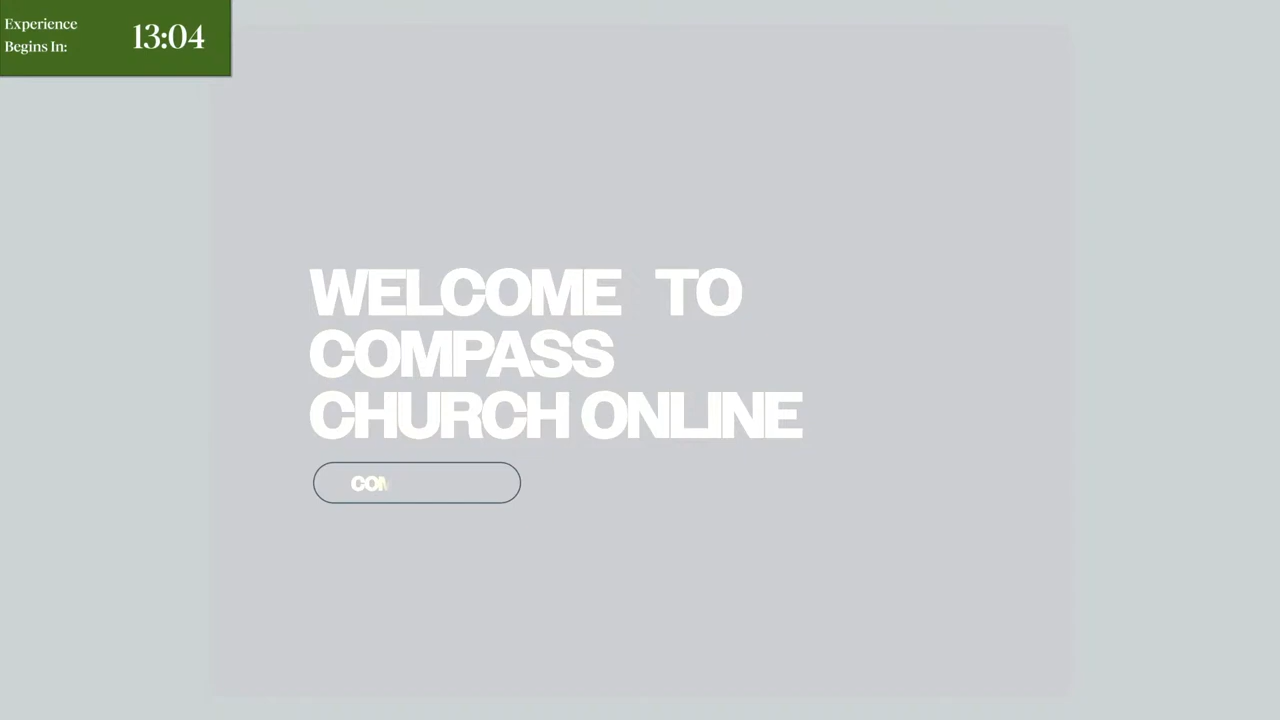 Experience
Begins In:
13:04
WELCOME TO
COMPASS
CHURCH ONLINE